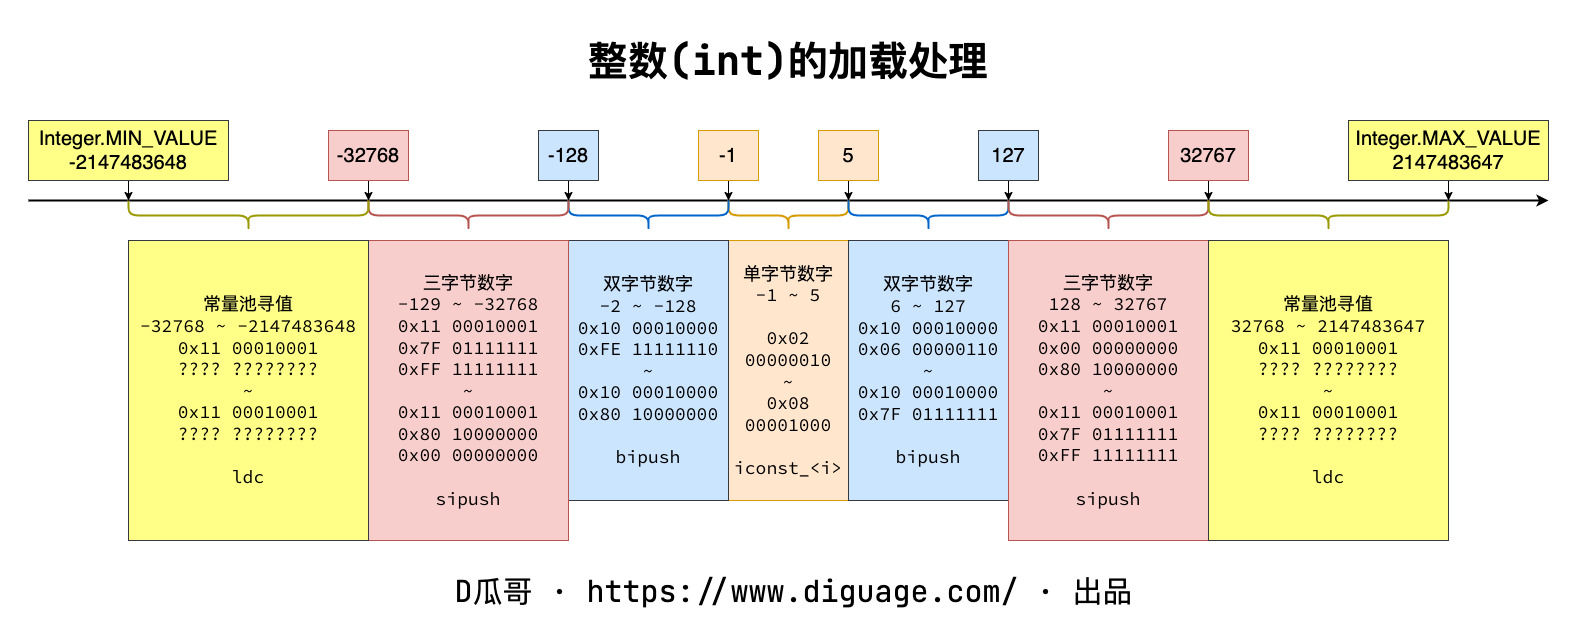 整数(int)的加载处理
Integer.MIN_VALUE
-2147483648
-32768
-128
-1
5
127
32767
Integer.MAX_VALUE
2147483647
常量池寻值
-32768 ~ -2147483648
0x11 00010001
???? ????????
~
0x11 00010001
???? ????????
ldc
三字节数字
-129 ~ -32768
0x11 00010001
0x7F 01111111
0xFF 11111111
~
0x11 00010001
0x80 10000000
0x00 00000000
sipush
双字节数字
-2 ~ -128
0x10 00010000
0xFE 11111110
~
0x10 00010000
0x80 10000000
bipush
单字节数字
-1 ~ 5
0x02
00000010
~
0x08
00001000
iconst_<i>
双字节数字
6 ~ 127
0x10 00010000
0x06 00000110
~
0x10 00010000
0x7F 01111111
bipush
三字节数字
128 ~ 32767
0x11 00010001
0x00 00000000
0x80 10000000
~
0x11 00010001
0x7F 01111111
0xFF 11111111
sipush
常量池寻值
32768 ~ 2147483647
0x11 00010001
???? ????????
~
0x11 00010001
???? ????????
ldc
D瓜哥 · https://www.diguage.com/ · 出品